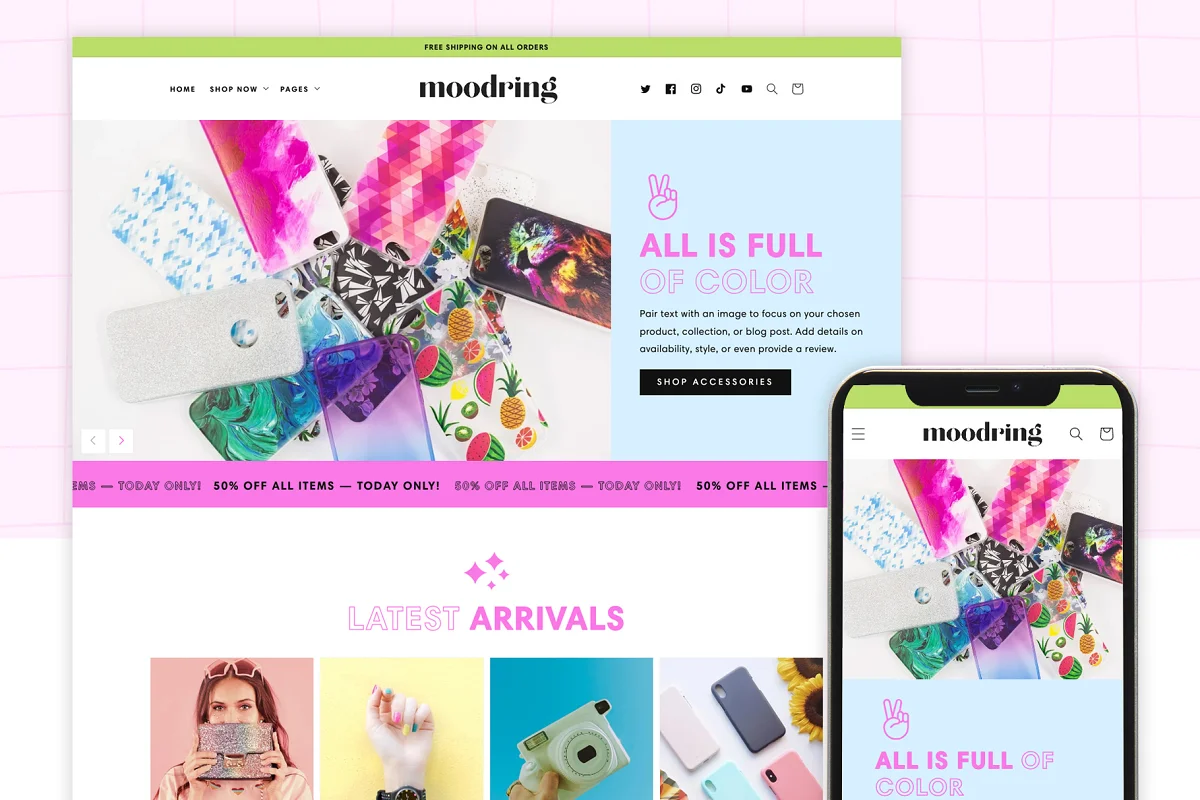 FREE SHIPPING ON ALL ORDERS
HOME SHOP NOW PAGES
moodring
ALL IS FULL
OF COLOR
Pair text with an image to focus on your chosen
product, collection, or blog post. Add details on
availability, style, or even provide a review.
SHOP ACCESSORIES
EMS — TODAY ONLY! 50% OFF ALL ITEMS — TODAY ONLY! 50% OFF ALL ITEMS — TODAY ONLY! 50% OFF ALL ITEMS –
LATEST ARRIVALS
moodring
ALL IS FULL OF
COLOR